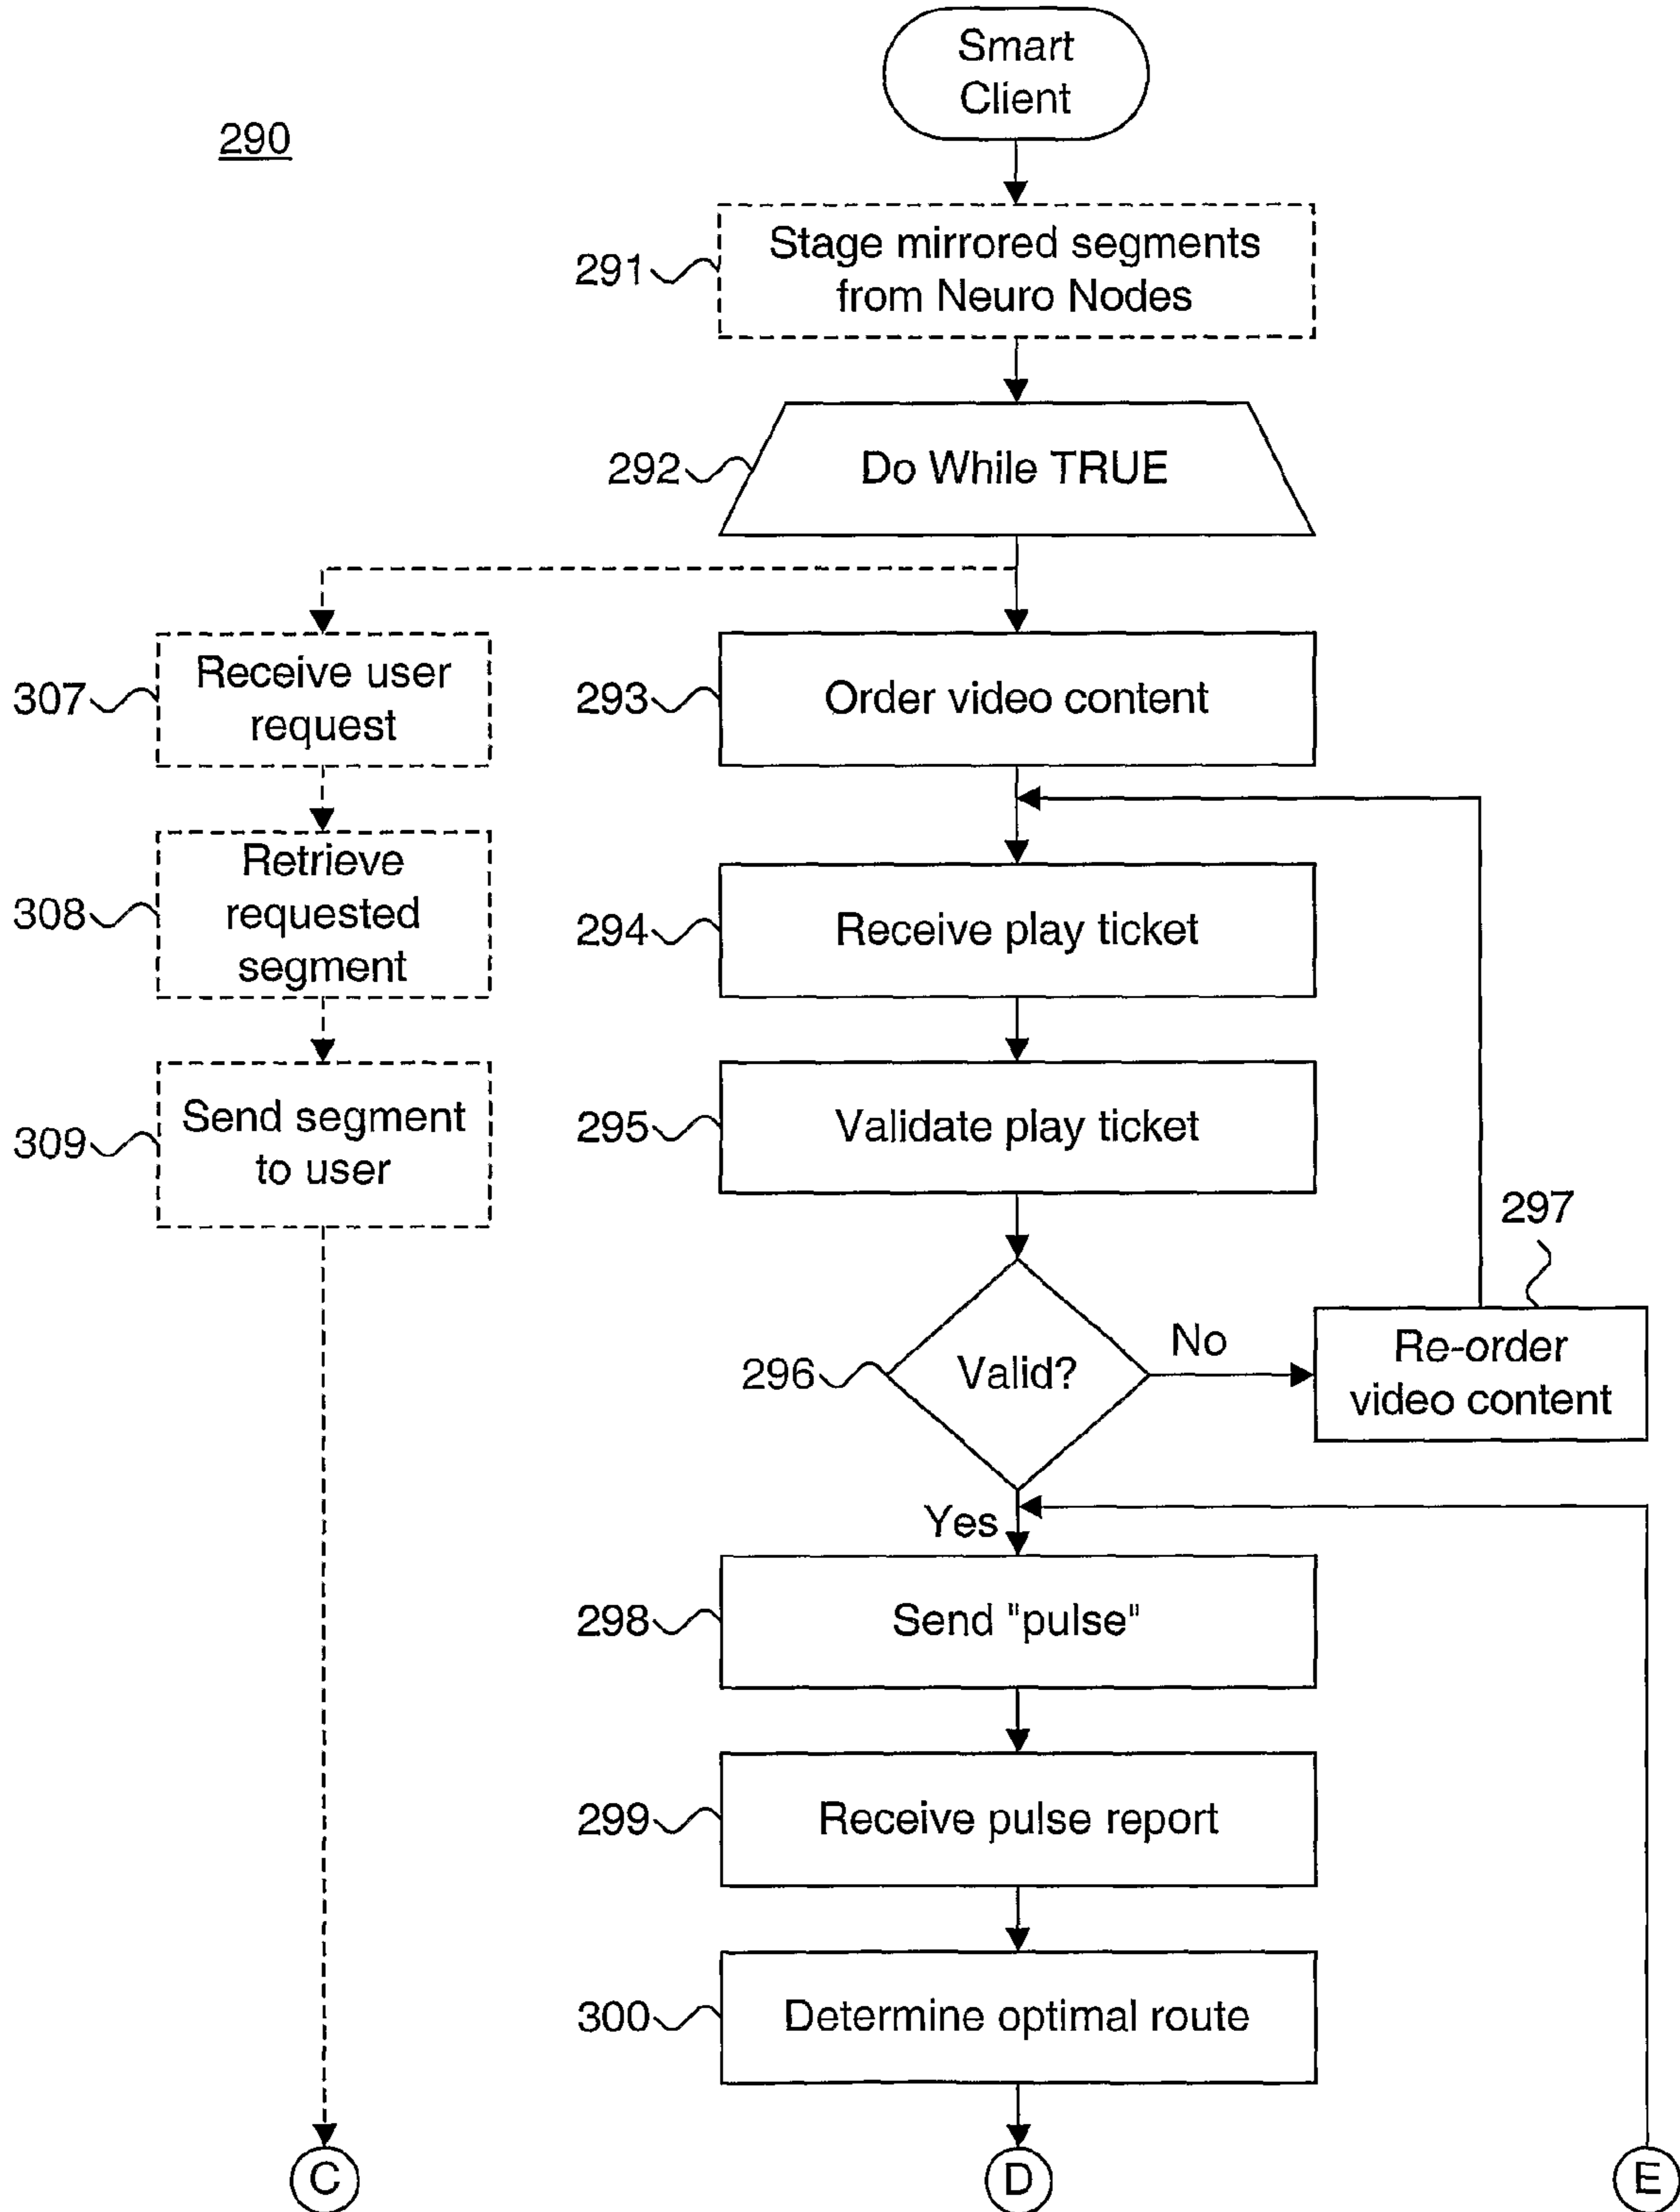 Smart
Client
290
Stage mirrored segments
from Neuro Nodes
291
Do While TRUE
292
Receive user
request
307
Order video content
293
Retrieve
requested
segment
308
Receive play ticket
294
Send segment
to user
309
Validate play ticket
295
297
Valid?
296
No
Re-order
video content
Yes
Send "pulse"
298
Receive pulse report
299
Determine optimal route
300
C
D
E